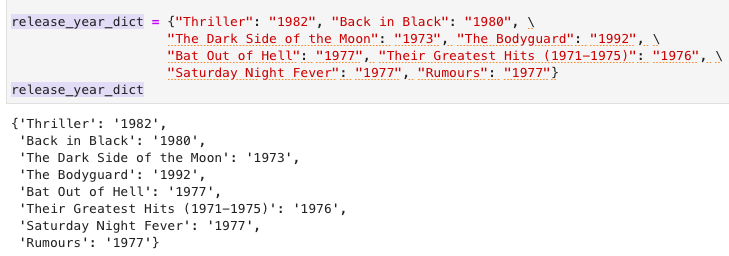 release_year_dict = {"Thriller": "1982", "Back in Black": "1980", \
"The Dark Side of the Moon": "1973", "The Bodyguard": "1992", \
"Bat Out of Hell": "1977", "Their Greatest Hits (1971-1975)": "1976", \
"Saturday Night Fever": "1977", "Rumours": "1977"}
release_year_dict
{'Thriller': '1982',
'Back in Black': '1980',
'The Dark Side of the Moon': '1973',
'The Bodyguard': '1992',
'Bat Out of Hell': '1977',
'Their Greatest Hits (1971-1975)': '1976',
'Saturday Night Fever': '1977',
'Rumours': '1977'}